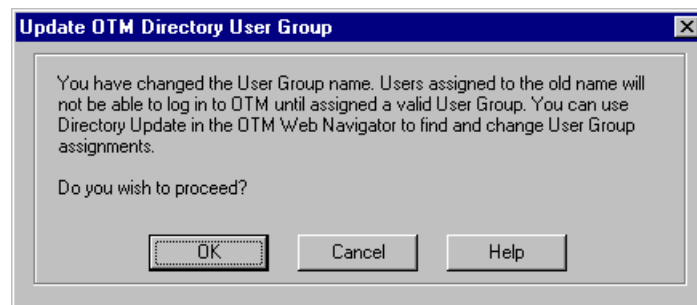 Update OTM Directory User Group
You have changed the User Group name. Users assigned to the old name will
not be able to log in to OTM until assigned a valid User Group. You can use
Directory Update in the OTM Web Navigator to find and change User Group
assignments.
Do you wish to proceed?
OK Cancel Help